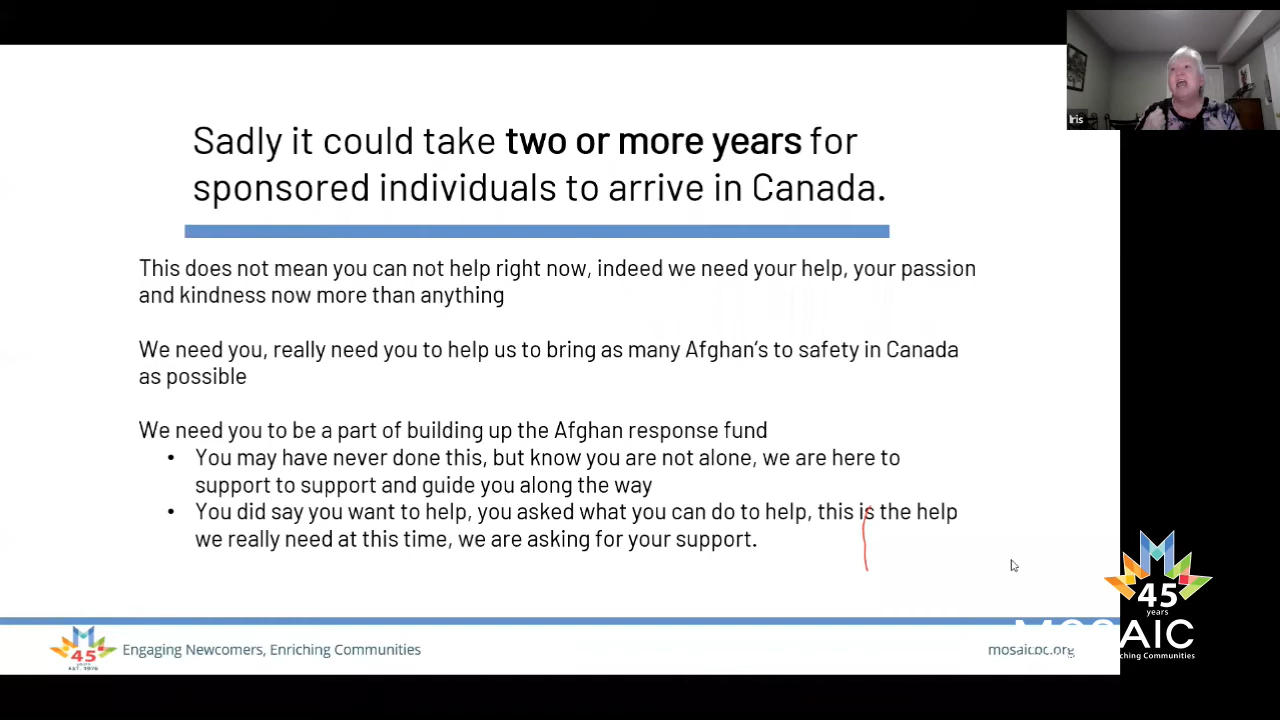 Iris
Sadly it could take two or more years for
sponsored individuals to arrive in Canada.
This does not mean you can not help right now, indeed we need your help, your passion
and kindness now more than anything
We need you, really need you to help us to bring as many Afghan's to safety in Canada
as possible
We need you to be a part of building up the Afghan response fund
• You may have never done this, but know you are not alone, we are here to
support to support and guide you along the way
• You did say you want to help, you asked what you can do to help, this is the help
we really need at this time, we are asking for your support.
45
years
EST. 1976
Engaging Newcomers, Enriching Communities
mosaicbc.org
45
years
MOSAIC
ching Communities